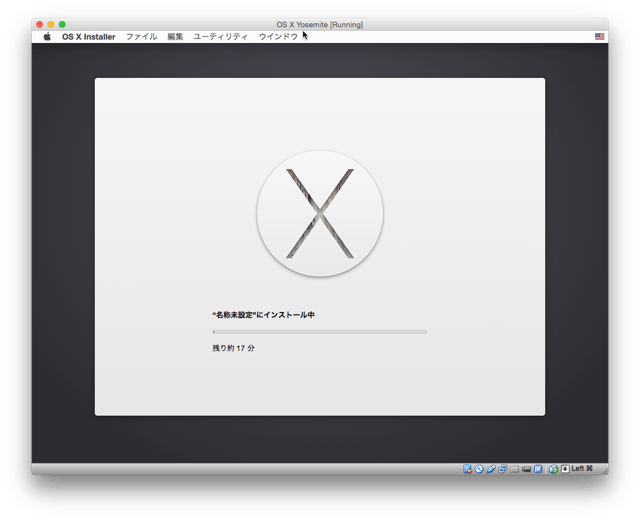 OS X Yosemite [Running]
OS X Installer ファイル 編集 ユーティリティ ウインドウ
“名称未設定”にインストール中
残り約 17 分
Left ⌘